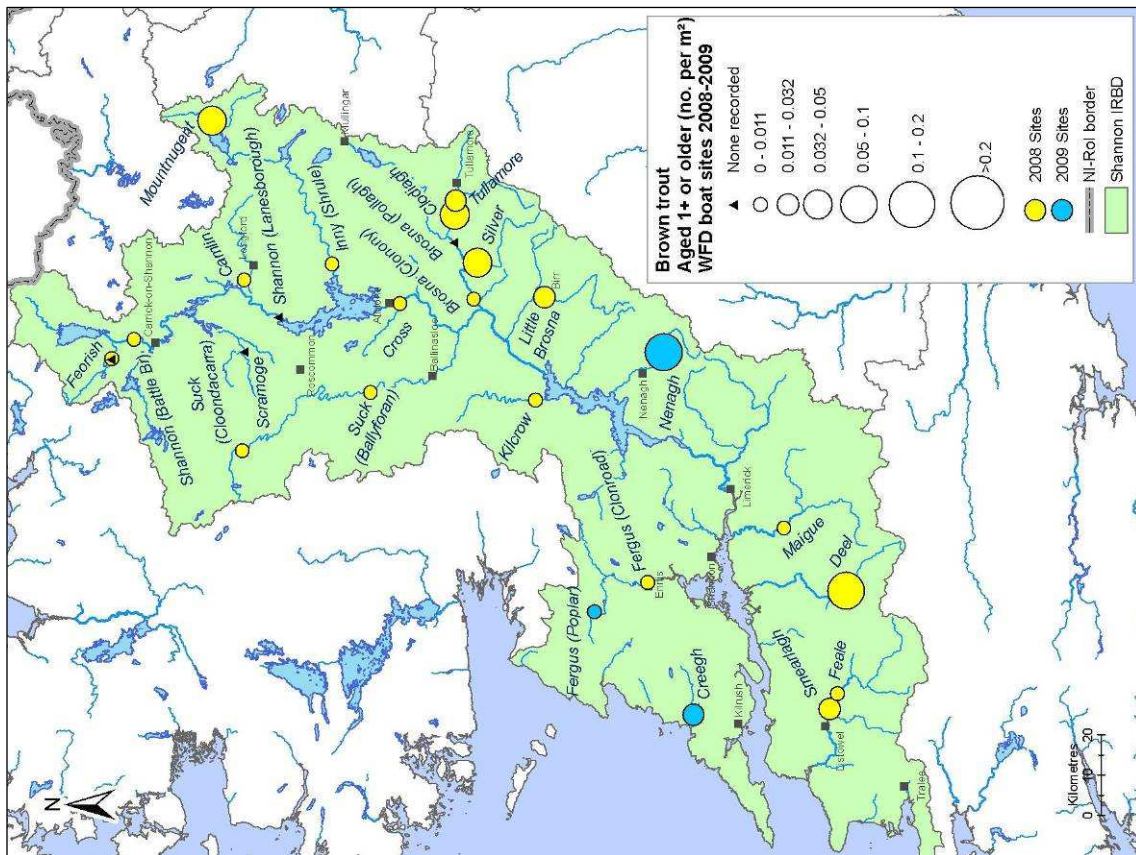 N
Mountnugent
Feorish
Carrick-on-Shannon
Shannon (Battle Br)
Camlin
Longford
Shannon (Lanesborough)
Suck
(Cloondacarra)
Scramoge
Inny (Shrule)
Mullingar
Roscommon
Suck
(Ballyforan)
Ballinasloe
Cross
Athlone
Brosna (Pollagh)
Brosna (Clonony)
Clodiagh
Tullamore
Tullamore
Silver
Little
Brosna
Birr
Kilcrow
Nenagh
Nenagh
Fergus (Clonroad)
Fergus (Poplar)
Ennis
Shannon
Limerick
Creegh
Kilrush
Maigue
Deel
Smearlagh
Feale
Listowel
Tralee
Kilometres
0 10 20
Brown trout
Aged 1+ or older (no. per m²)
WFD boat sites 2008-2009
None recorded
0 - 0.011
0.011 - 0.032
0.032 - 0.05
0.05 - 0.1
0.1 - 0.2
>0.2
2008 Sites
2009 Sites
NI-RoI border
Shannon IRBD